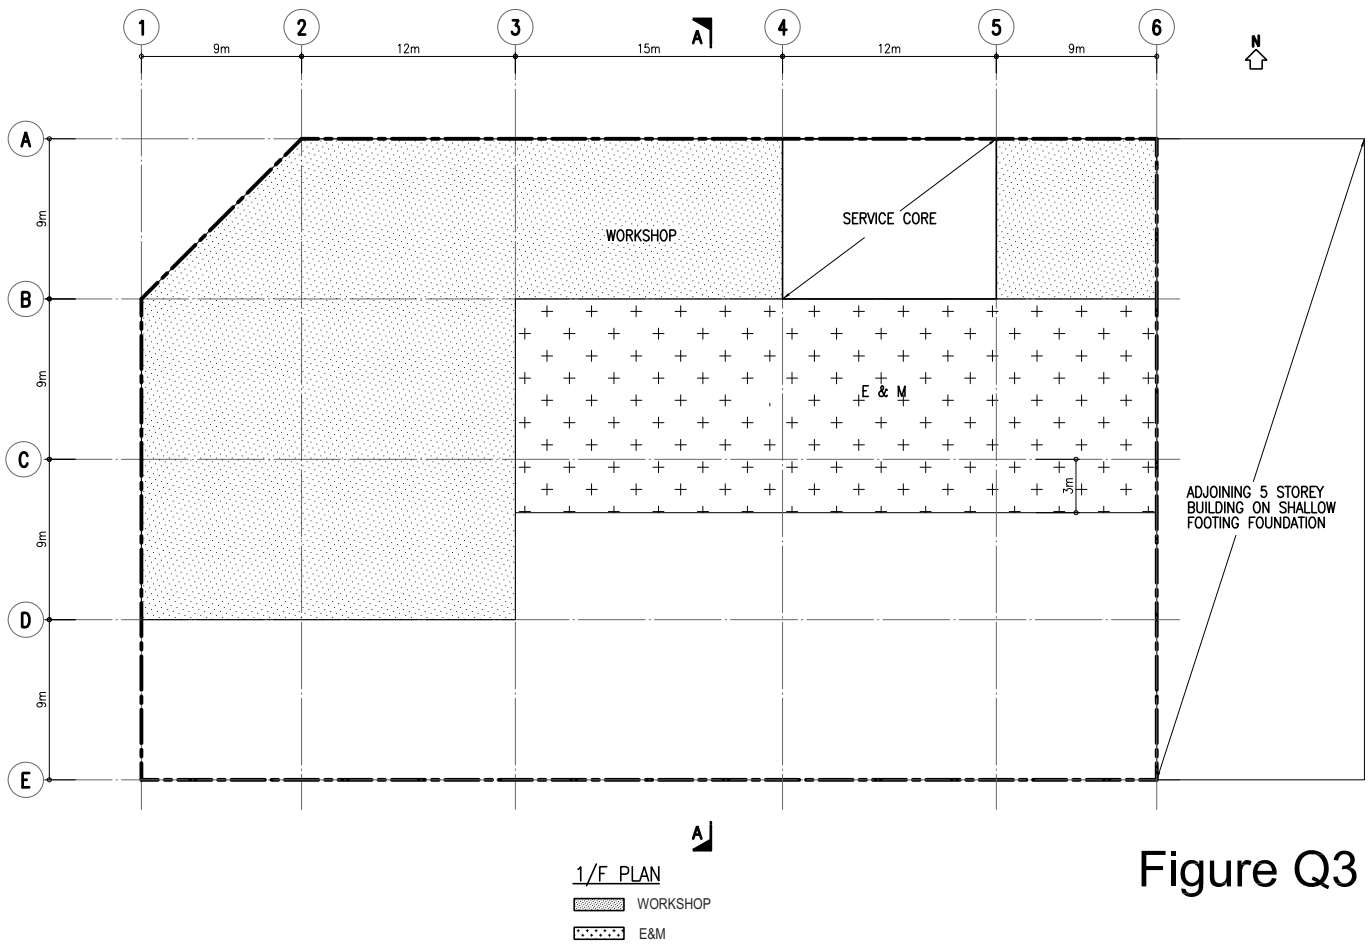 1 2 3 A 4 5 6
9m 12m 15m 12m 9m
N
A
9m
SERVICE CORE
WORKSHOP
B
9m
E & M
C
3m
ADJOINING 5 STOREY
BUILDING ON SHALLOW
FOOTING FOUNDATION
9m
D
9m
E
A
1/F PLAN
WORKSHOP
E&M
Figure Q3